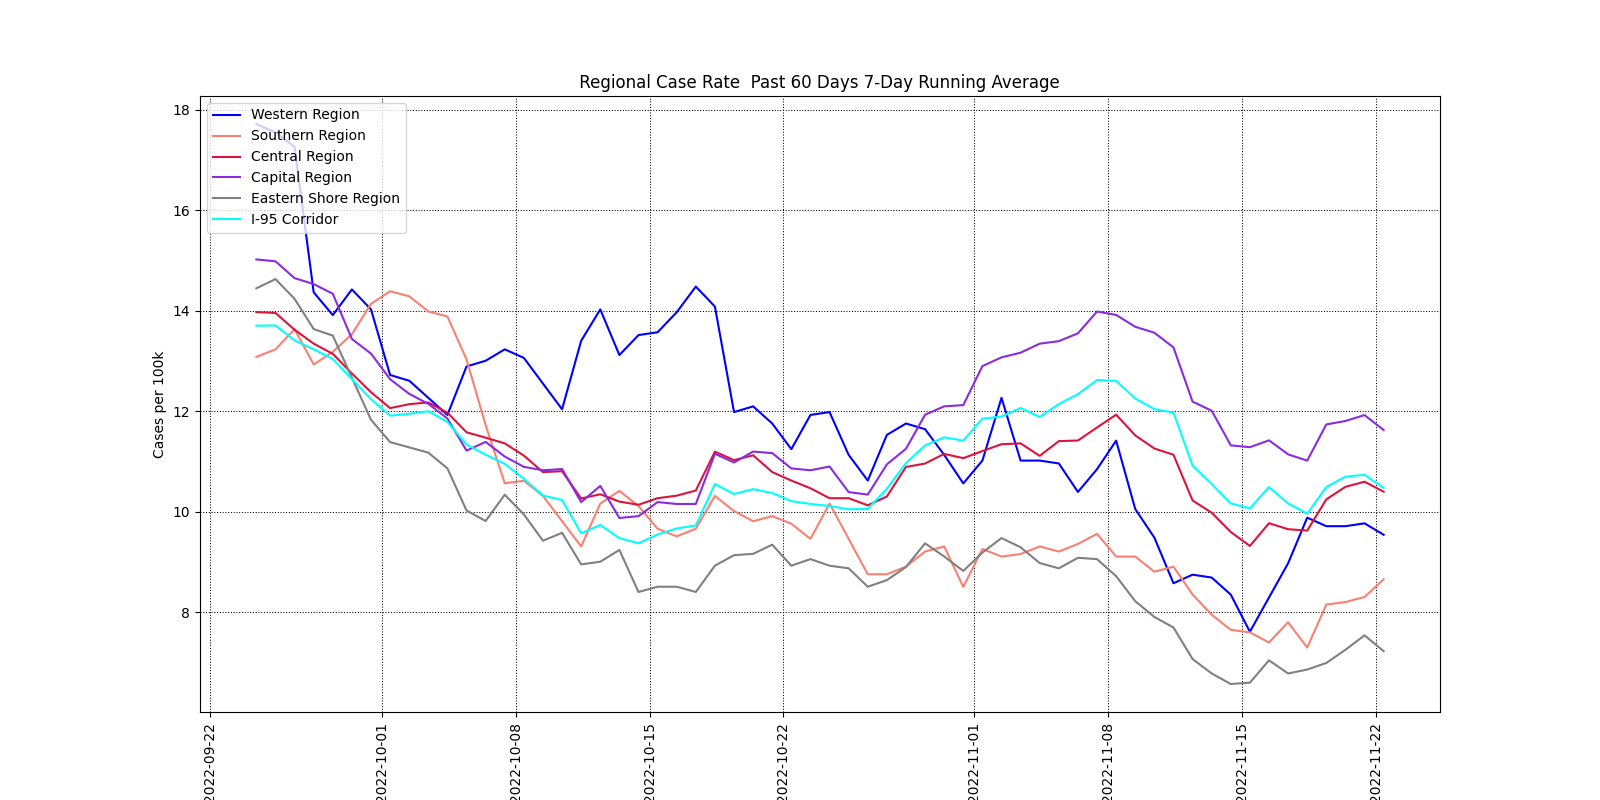 Regional Case Rate  Past 60 Days 7-Day Running Average
Cases per 100k
18
16
14
12
10
8
Western Region
Southern Region
Central Region
Capital Region
Eastern Shore Region
I-95 Corridor
2022-09-22
2022-10-01
2022-10-08
2022-10-15
2022-10-22
2022-11-01
2022-11-08
2022-11-15
2022-11-22